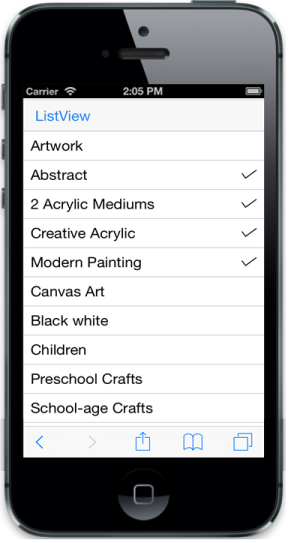 Carrier 2:05 PM
ListView
Artwork
Abstract
2 Acrylic Mediums
Creative Acrylic
Modern Painting
Canvas Art
Black white
Children
Preschool Crafts
School-age Crafts